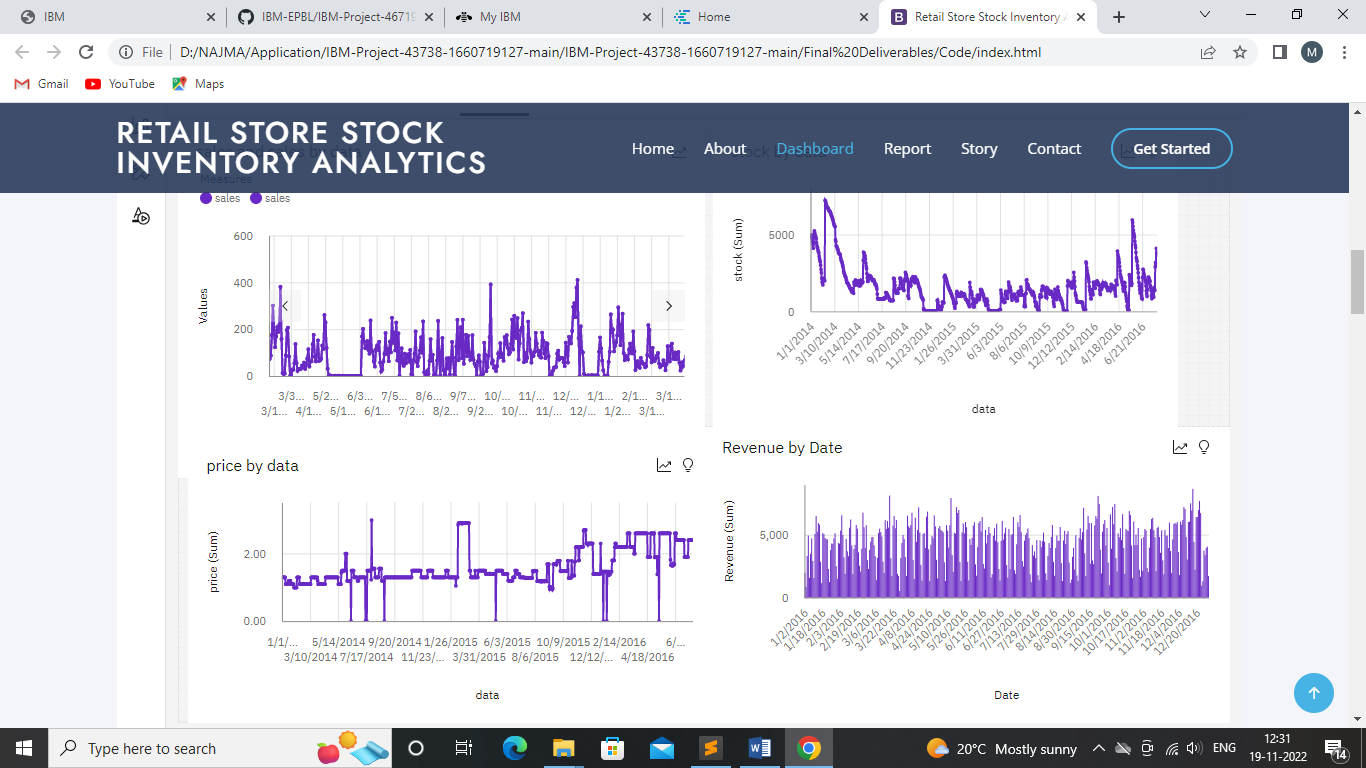 IBM
IBM-EPBL/IBM-Project-46719
My IBM
Home
Retail Store Stock Inventory A
File
D:/NAJMA/Application/IBM-Project-43738-1660719127-main/IBM-Project-43738-1660719127-main/Final%20Deliverables/Code/index.html
M
Gmail
YouTube
Maps
RETAIL STORE STOCK
INVENTORY ANALYTICS
Home
About
Dashboard
Report
Story
Contact
Get Started
Measures
sales
sales
Values
600
400
200
0
3/3... 5/2... 6/3... 7/5... 8/6... 9/7... 10/... 11/... 12/... 1/1... 2/1... 3/1...
3/1... 4/1... 5/1... 6/1... 7/2... 8/2... 9/2... 10/... 11/... 12/... 1/2... 3/1...
stock (Sum)
5000
0
1/1/2014
3/10/2014
5/14/2014
7/17/2014
9/20/2014
11/23/2014
1/26/2015
3/31/2015
6/3/2015
8/6/2015
10/9/2015
12/12/2015
2/14/2016
4/18/2016
6/21/2016
data
price by data
price (Sum)
2.00
0.00
1/1/... 5/14/2014 9/20/2014 1/26/2015 6/3/2015 10/9/2015 2/14/2016 6/...
3/10/2014 7/17/2014 11/23/... 3/31/2015 8/6/2015 12/12/... 4/18/2016
data
Revenue by Date
Revenue (Sum)
5,000
0
1/2/2016
1/18/2016
2/3/2016
2/19/2016
3/6/2016
3/22/2016
4/8/2016
4/24/2016
5/10/2016
5/26/2016
6/11/2016
6/27/2016
7/13/2016
7/29/2016
8/14/2016
8/30/2016
9/15/2016
10/1/2016
10/17/2016
11/2/2016
11/18/2016
12/4/2016
12/20/2016
Date
Type here to search
20°C Mostly sunny
ENG
12:31
19-11-2022
14